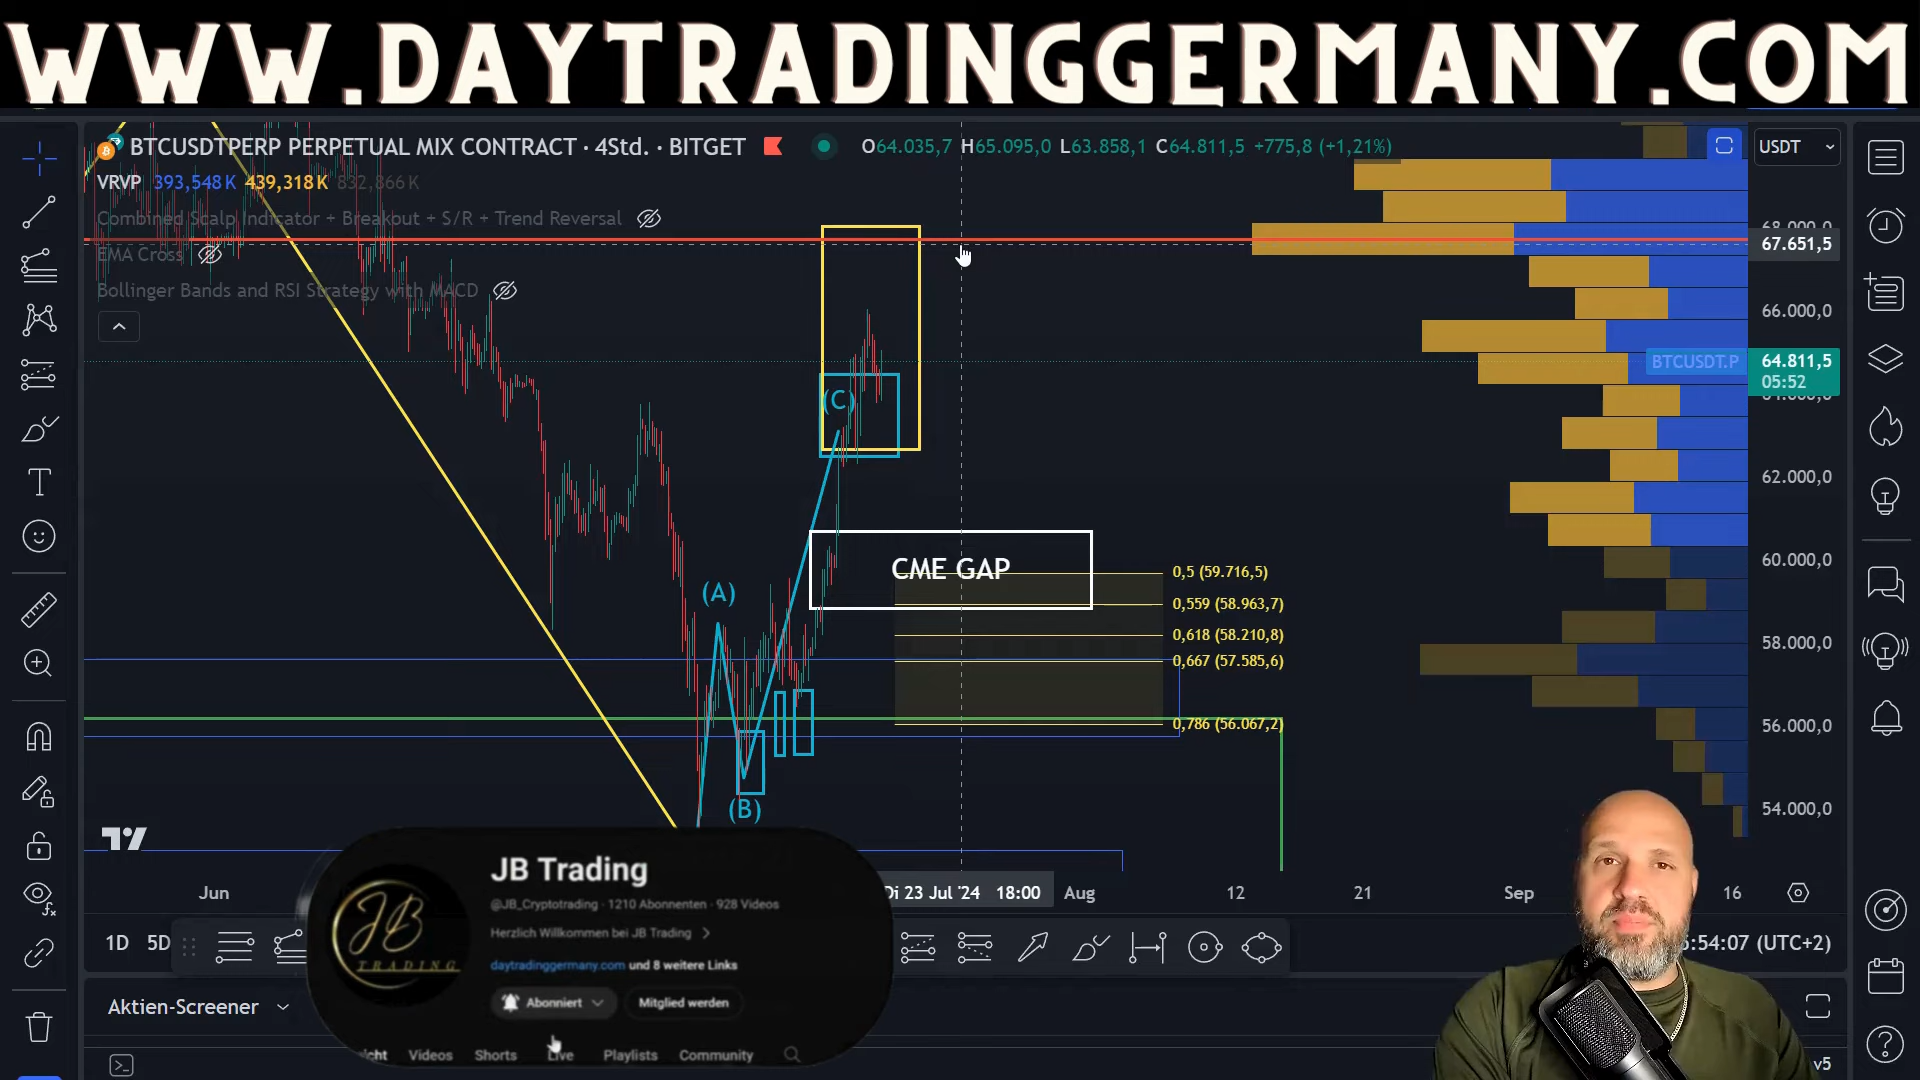 WWW.DAYTRADINGGERMANY.COM
BTCUSDTPERP PERPETUAL MIX CONTRACT · 4Std. · BITGET
O64.035,7 H65.095,0 L63.858,1 C64.811,5 +775,8 (+1,21%)
USDT
VRVP 393,548K 439,318K 832,866K
Combined Scalp Indicator + Breakout + S/R + Trend Reversal
EMA Cross
Bollinger Bands and RSI Strategy with MACD
67.651,5
66.000,0
BTCUSDT.P
64.811,5
05:52
62.000,0
60.000,0
58.000,0
56.000,0
54.000,0
(C)
CME GAP
(A)
(B)
0,5 (59.716,5)
0,559 (58.963,7)
0,618 (58.210,8)
0,667 (57.585,6)
0,786 (56.067,2)
Jun
Di 23 Jul '24 18:00
Aug
12
21
Sep
16
1D 5D
5:54:07 (UTC+2)
JB Trading
@JB_Cryptotrading · 1210 Abonnenten · 928 Videos
Herzlich Willkommen bei JB Trading
daytradinggermany.com und 8 weitere Links
Abonniert
Mitglied werden
Videos Shorts Live Playlists Community
JB
TRADING
Aktien-Screener
v5